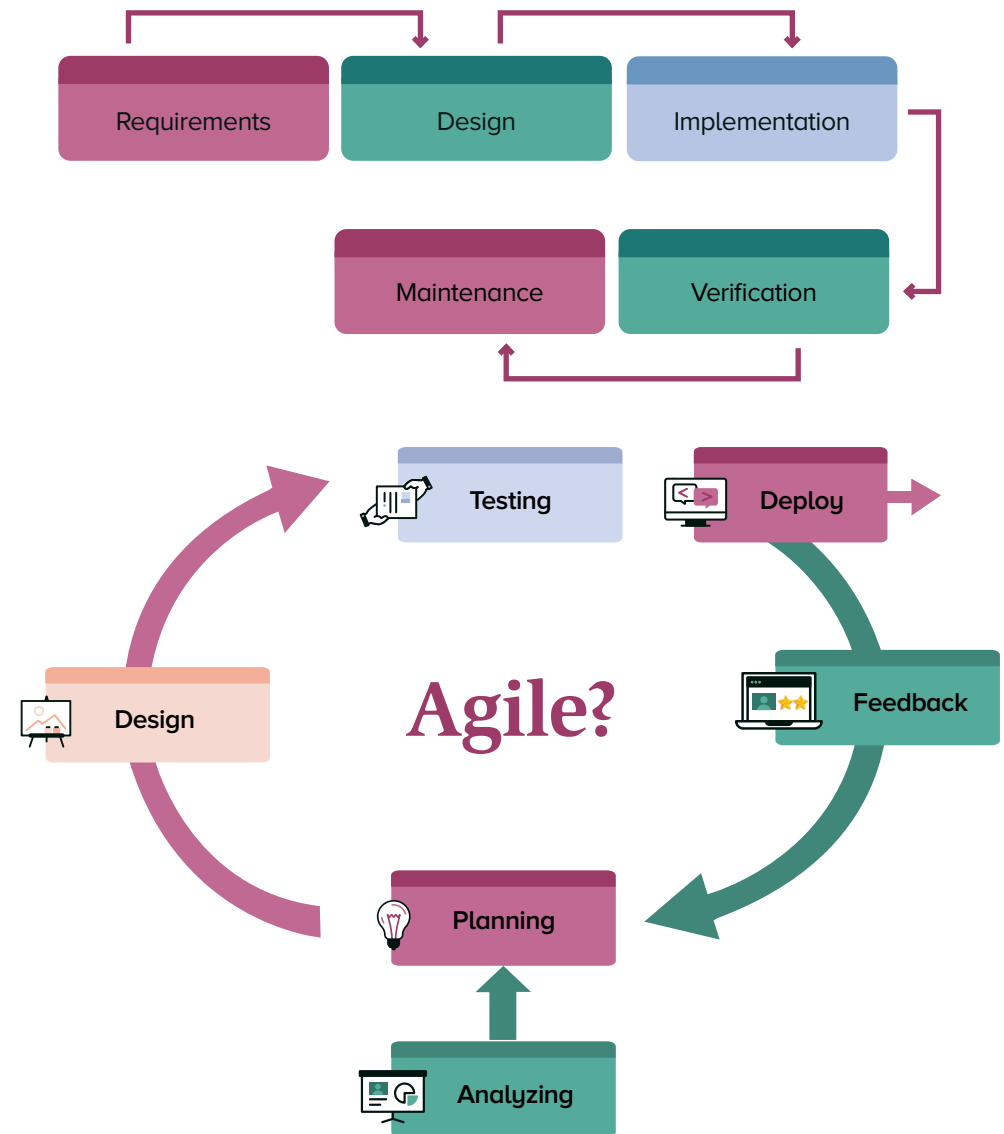 Requirements
Design
Implementation
Maintenance
Verification
Testing
Deploy
Design
Agile?
Feedback
Planning
Analyzing